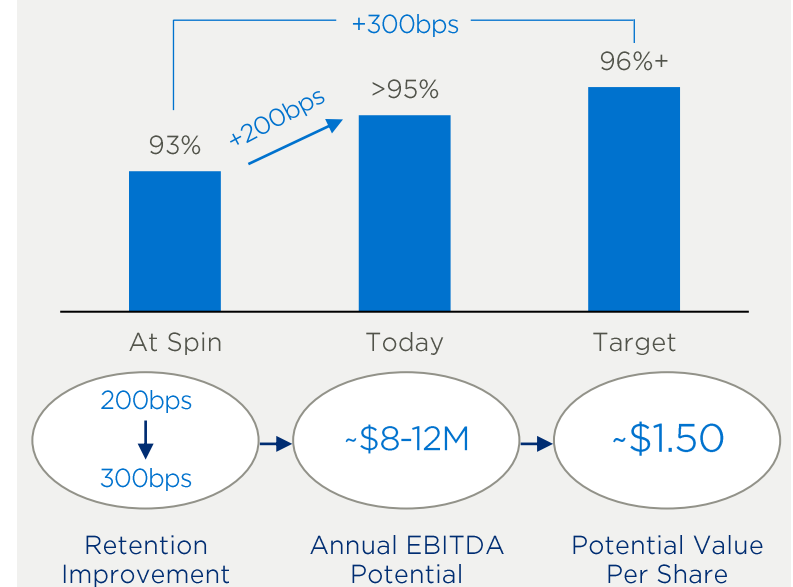 +300bps
96%+
>95%
+200bps
93%
At Spin
Today
Target
200bps
300bps
~$8-12M
~$1.50
Retention
Improvement
Annual EBITDA
Potential
Potential Value
Per Share